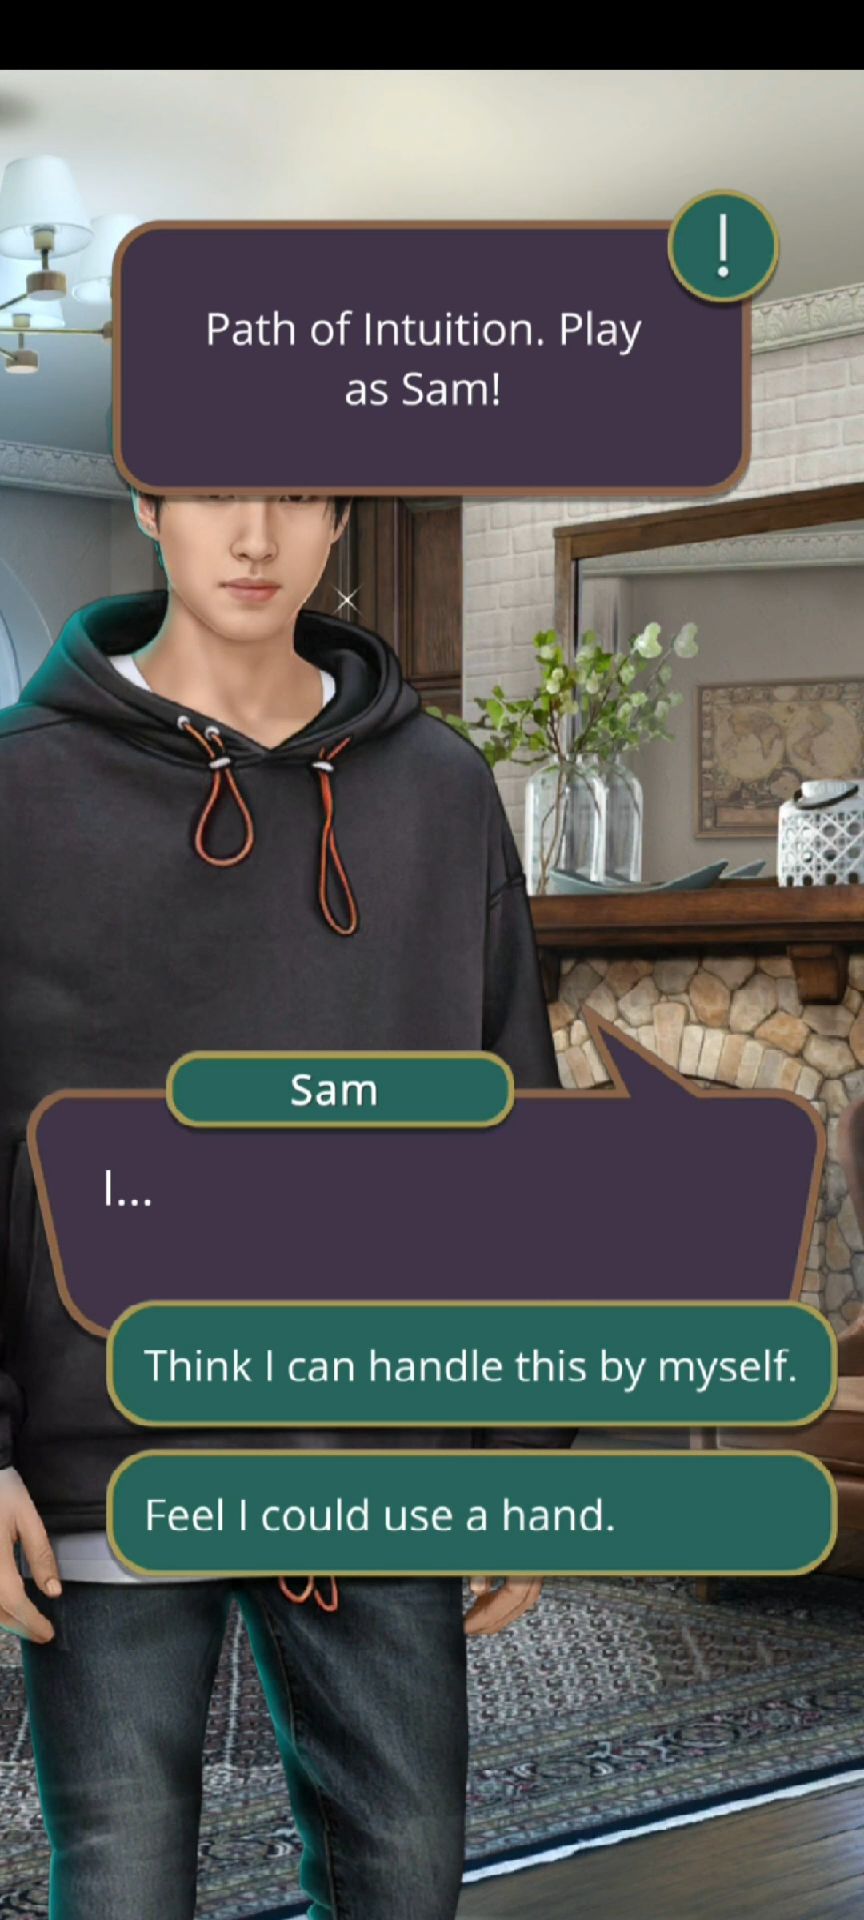 !
Path of Intuition. Play
as Sam!
Sam
I...
Think I can handle this by myself.
Feel I could use a hand.